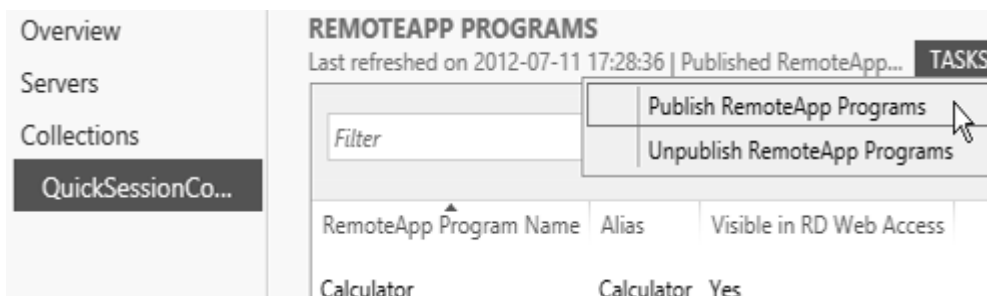 Overview
Servers
Collections
QuickSessionCo...
REMOTEAPP PROGRAMS
Last refreshed on 2012-07-11 17:28:36 | Published RemoteApp... TASKS
Publish RemoteApp Programs
Unpublish RemoteApp Programs
Filter
RemoteApp Program Name Alias Visible in RD Web Access
Calculator Calculator Yes